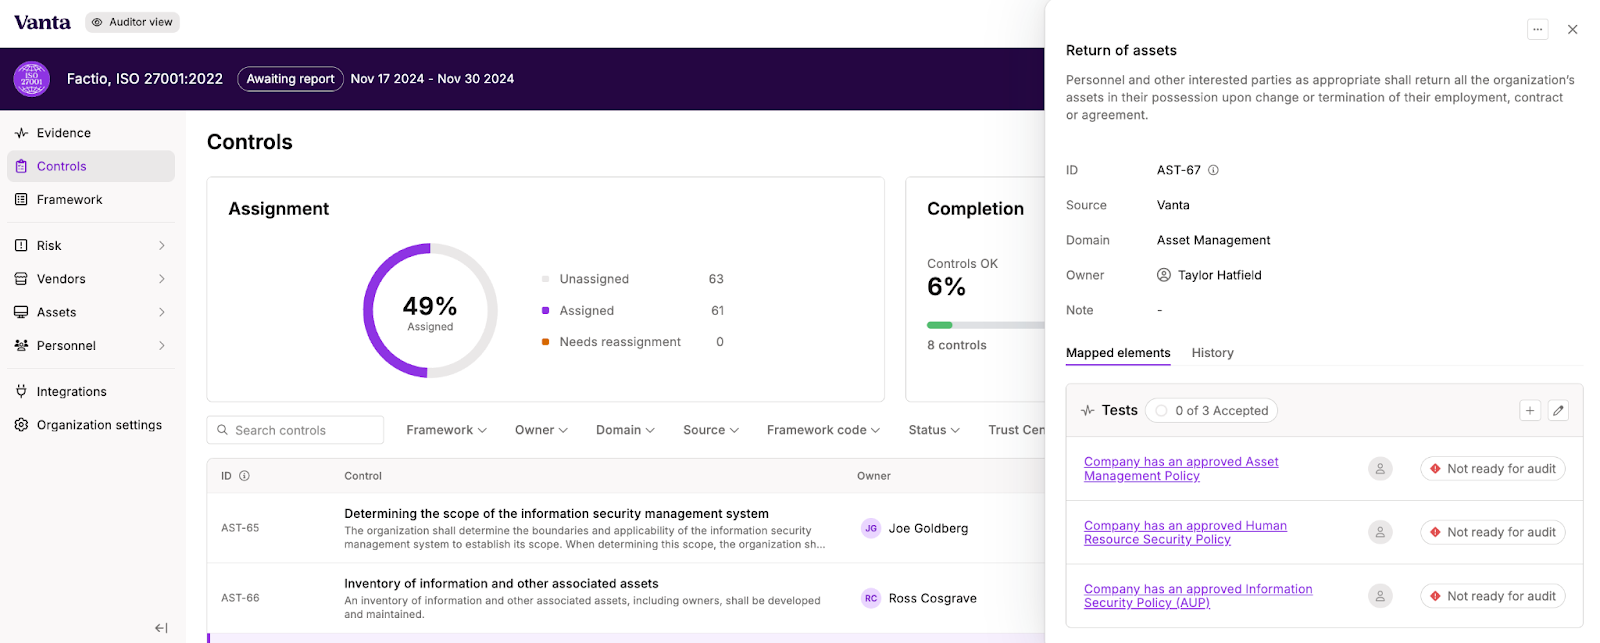 Vanta
Auditor view
ISO
27001
Factio, ISO 27001:2022
Awaiting report
Nov 17 2024 - Nov 30 2024
Evidence
Controls
Framework
Risk
Vendors
Assets
Personnel
Integrations
Organization settings
Controls
Assignment
49%
Assigned
Unassigned 63
Assigned 61
Needs reassignment 0
Completion
Controls OK
6%
8 controls
Search controls
Framework
Owner
Domain
Source
Framework code
Status
Trust Cen
ID Control Owner
AST-65
Determining the scope of the information security management system
The organization shall determine the boundaries and applicability of the information security
management system to establish its scope. When determining this scope, the organization sh...
JG Joe Goldberg
AST-66
Inventory of information and other associated assets
An inventory of information and other associated assets, including owners, shall be developed
and maintained.
RC Ross Cosgrave
Return of assets
Personnel and other interested parties as appropriate shall return all the organization's
assets in their possession upon change or termination of their employment, contract
or agreement.
ID AST-67
Source Vanta
Domain Asset Management
Owner Taylor Hatfield
Note -
Mapped elements History
Tests 0 of 3 Accepted
Company has an approved Asset
Management Policy
Not ready for audit
Company has an approved Human
Resource Security Policy
Not ready for audit
Company has an approved Information
Security Policy (AUP)
Not ready for audit